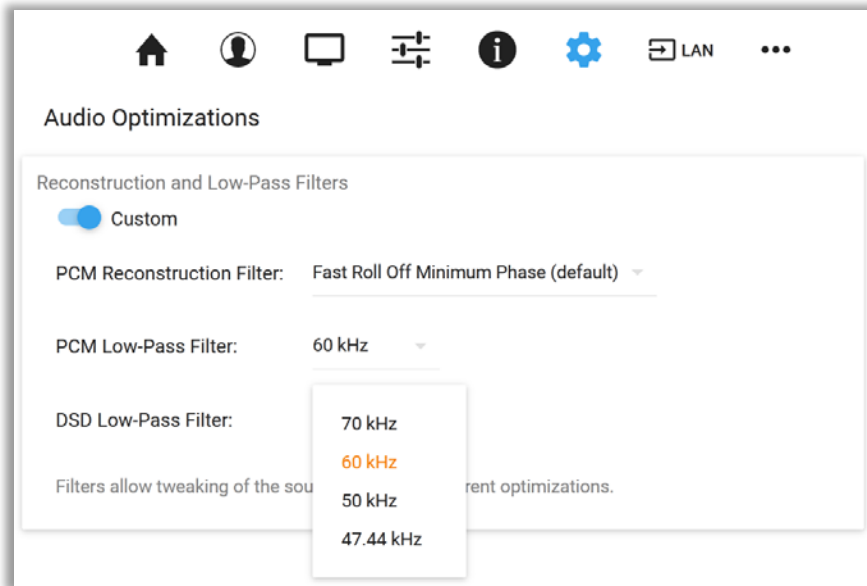 LAN
Audio Optimizations
Reconstruction and Low-Pass Filters
Custom
PCM Reconstruction Filter: Fast Roll Off Minimum Phase (default)
PCM Low-Pass Filter: 60 kHz
DSD Low-Pass Filter:
70 kHz
60 kHz
50 kHz
47.44 kHz
Filters allow tweaking of the optimizations.